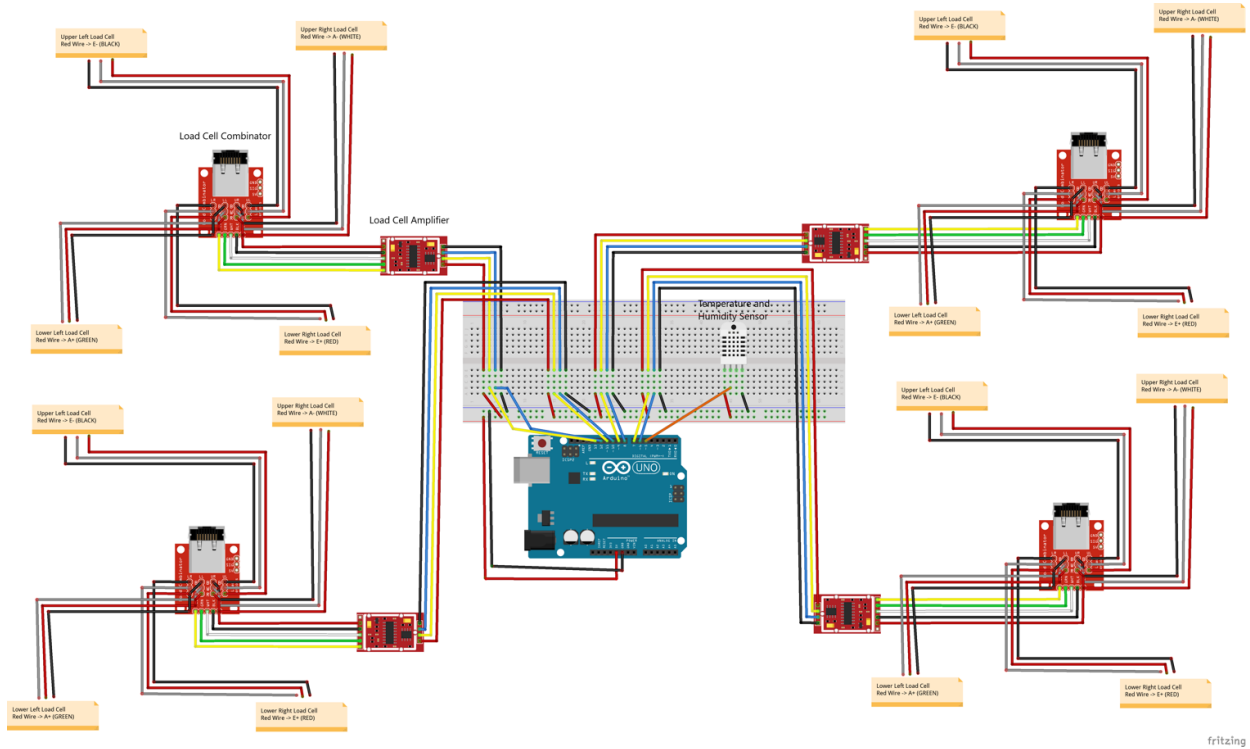 Upper Left Load Cell
Red Wire -> E- (BLACK)
Upper Right Load Cell
Red Wire -> A- (WHITE)
Upper Left Load Cell
Red Wire -> E- (BLACK)
Upper Right Load Cell
Red Wire -> A- (WHITE)
Load Cell Combinator
Load Cell Amplifier
Lower Left Load Cell
Red Wire -> A+ (GREEN)
Lower Right Load Cell
Red Wire -> E+ (RED)
Temperature and
Humidity Sensor
Lower Left Load Cell
Red Wire -> A+ (GREEN)
Lower Right Load Cell
Red Wire -> E+ (RED)
Upper Left Load Cell
Red Wire -> E- (BLACK)
Upper Right Load Cell
Red Wire -> A- (WHITE)
Upper Left Load Cell
Red Wire -> E- (BLACK)
Upper Right Load Cell
Red Wire -> A- (WHITE)
UNO
Arduino
Lower Left Load Cell
Red Wire -> A+ (GREEN)
Lower Right Load Cell
Red Wire -> E+ (RED)
Lower Left Load Cell
Red Wire -> A+ (GREEN)
Lower Right Load Cell
Red Wire -> E+ (RED)
fritzing